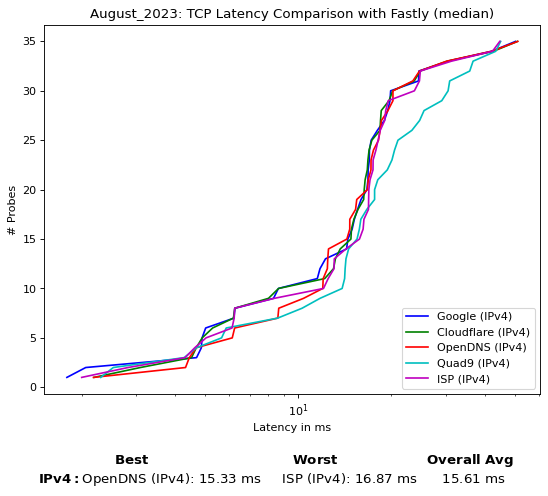 August_2023: TCP Latency Comparison with Fastly (median)
35
30
25
20
15
10
5
0
# Probes
Google (IPv4)
Cloudflare (IPv4)
OpenDNS (IPv4)
Quad9 (IPv4)
ISP (IPv4)
10¹
Latency in ms
Best Worst Overall Avg
IPv4: OpenDNS (IPv4): 15.33 ms ISP (IPv4): 16.87 ms 15.61 ms